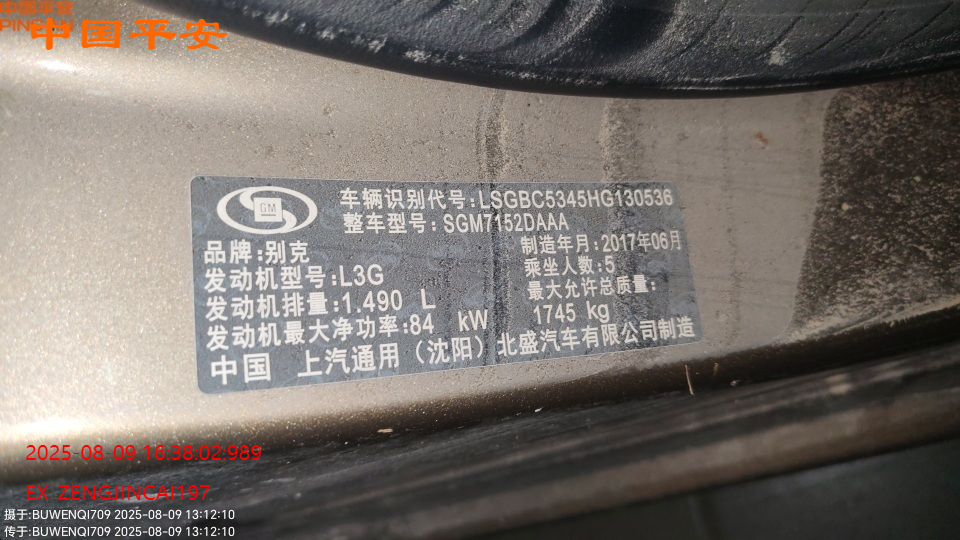 中国平安
PINGAN
中国平安
GM
车辆识别代号:LSGBC5345HG130536
整车型号:SGM7152DAAA
品牌:别克
制造年月:2017年06月
发动机型号:L3G
乘坐人数:5
发动机排量:1.490 L
最大允许总质量:
1745 kg
发动机最大净功率:84 kW
中国 上汽通用(沈阳)北盛汽车有限公司制造
2025-08-09 16:38:02:989
EX-ZENGJINCAI197
摄于:BUWENQI709 2025-08-09 13:12:10
传于:BUWENQI709 2025-08-09 13:12:10